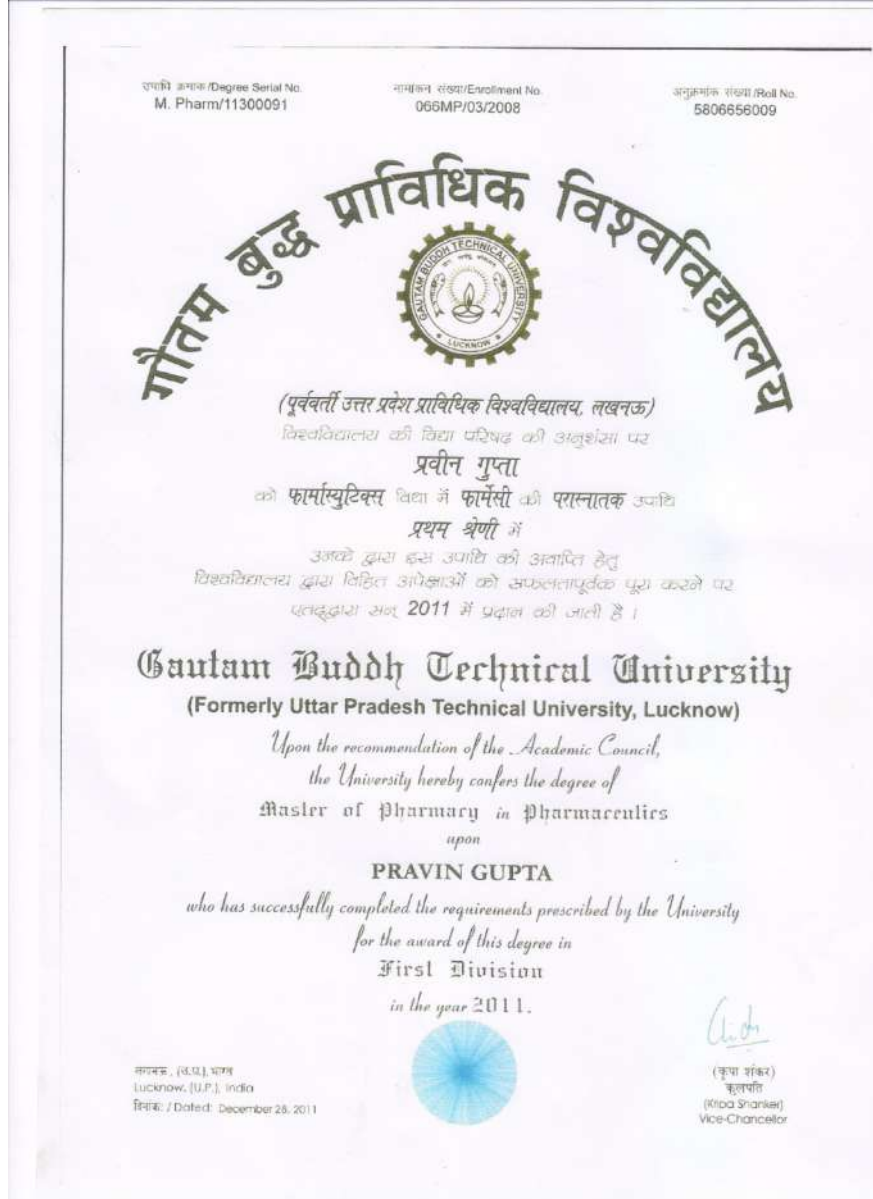 उपाधि क्रमांक/Degree Serial No.
M. Pharm/11300091
नामांकन संख्या/Enrollment No.
066MP/03/2008
अनुक्रमांक संख्या/Roll No.
5806656009
गौतम बुद्ध प्राविधिक विश्वविद्यालय
GAUTAM BUDDH TECHNICAL UNIVERSITY
LUCKNOW
(पूर्ववर्ती उत्तर प्रदेश प्राविधिक विश्वविद्यालय, लखनऊ)
विश्वविद्यालय की विद्या परिषद की अनुशंसा पर
प्रवीन गुप्ता
को फार्मास्युटिक्स विधा में फार्मेसी की परास्नातक उपाधि
प्रथम श्रेणी में
उनके द्वारा इस उपाधि की अवाप्ति हेतु
विश्वविद्यालय द्वारा विहित अपेक्षाओं को सफलतापूर्वक पूरा करने पर
एतद्द्वारा सन् 2011 में प्रदान की जाती है।
Gautam Buddh Technical University
(Formerly Uttar Pradesh Technical University, Lucknow)
Upon the recommendation of the Academic Council,
the University hereby confers the degree of
Master of Pharmacy in Pharmaceutics
upon
PRAVIN GUPTA
who has successfully completed the requirements prescribed by the University
for the award of this degree in
First Division
in the year 2011.
लखनऊ, (उ.प्र.), भारत
Lucknow, (U.P.), India
दिनांक: / Dated: December 28, 2011
(कृपा शंकर)
कुलपति
(Kripa Shanker)
Vice-Chancellor